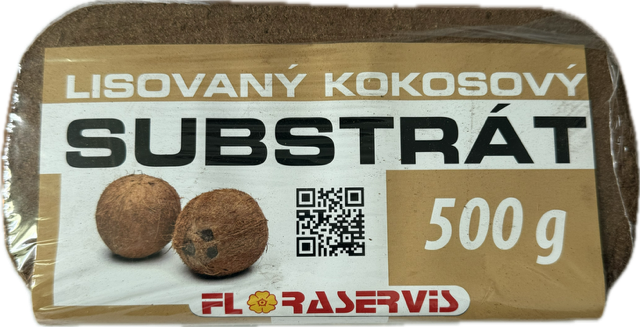 LISOVANÝ KOKOSOVÝ
SUBSTRÁT
500 g
FLORASERVIS